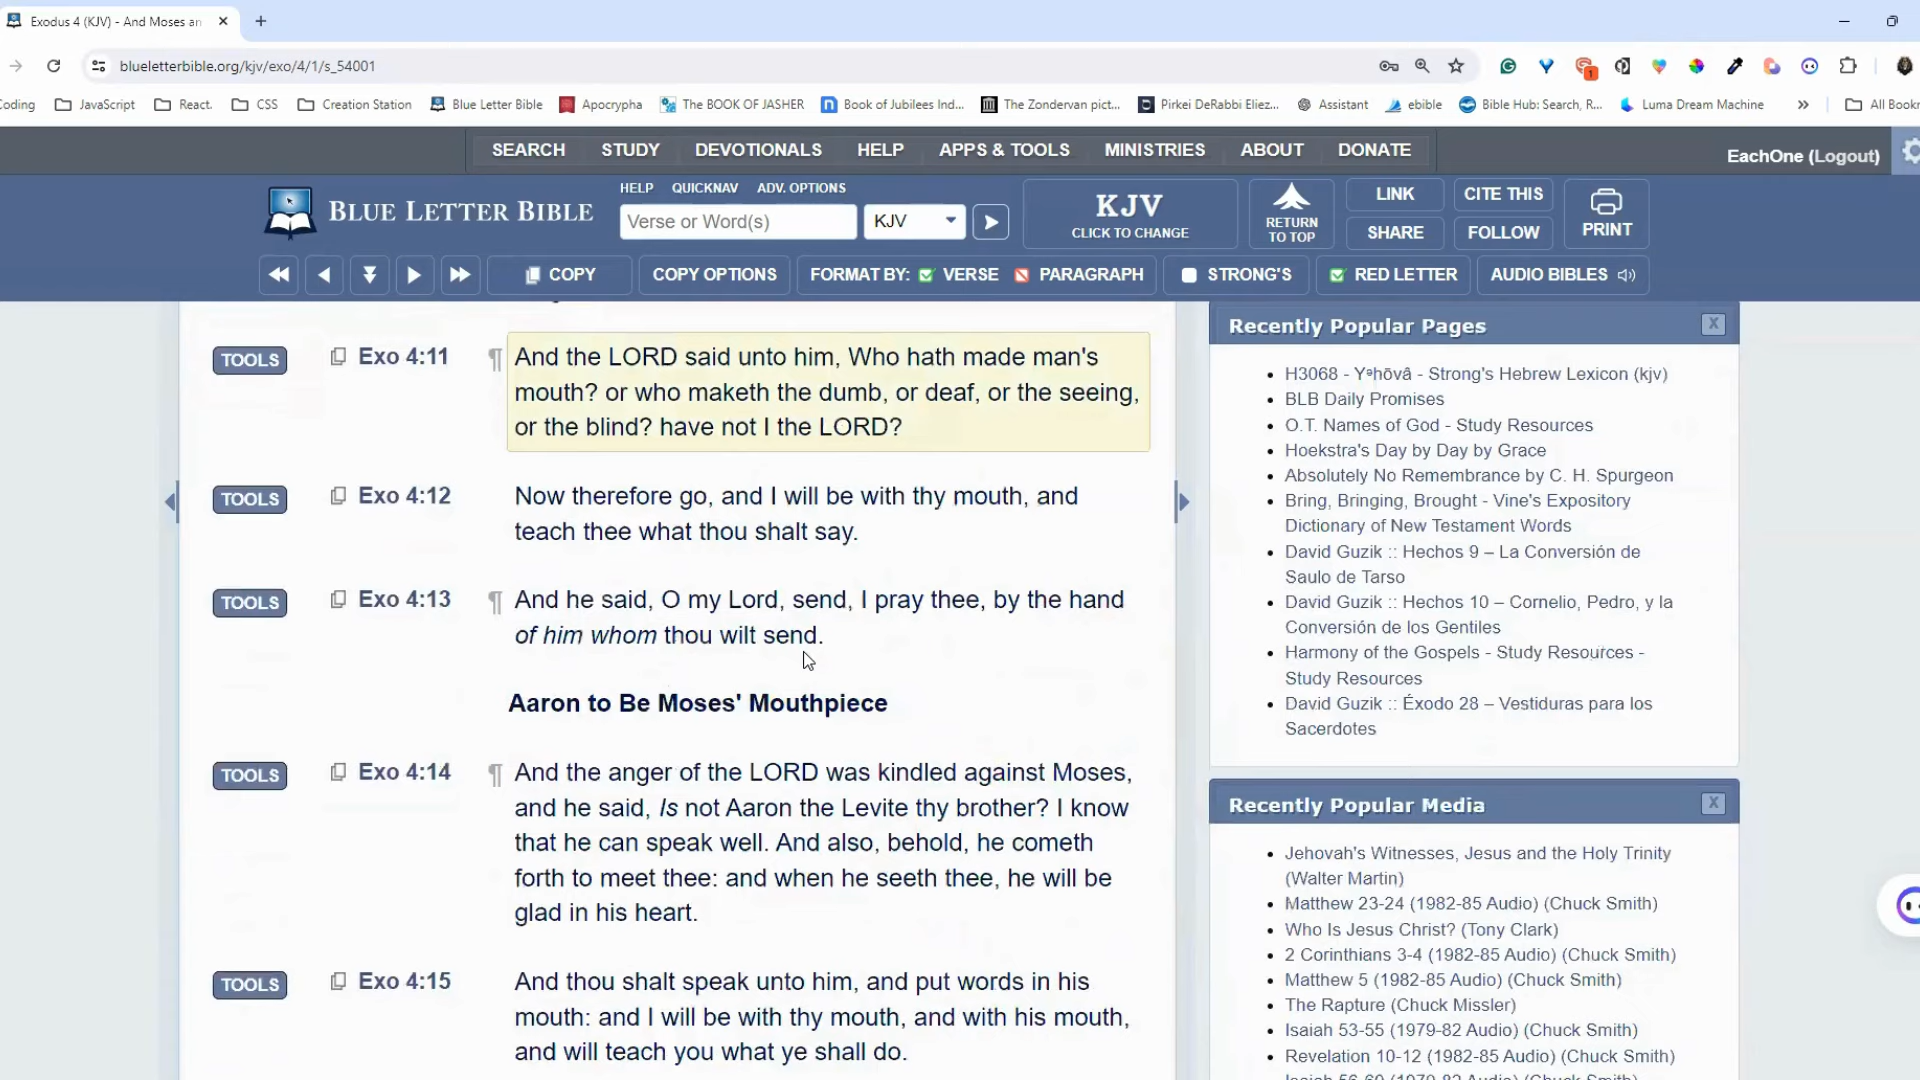 Exodus 4 (KJV) - And Moses an
blueletterbible.org/kjv/exo/4/1/s_54001
1
Coding JavaScript React. CSS Creation Station Blue Letter Bible Apocrypha The BOOK OF JASHER Book of Jubilees Ind... The Zondervan pict... Pirkei DeRabbi Eliez... Assistant ebible Bible Hub: Search, R... Luma Dream Machine » All Bookr
SEARCH STUDY DEVOTIONALS HELP APPS & TOOLS MINISTRIES ABOUT DONATE
EachOne (Logout)
HELP QUICKNAV ADV. OPTIONS
BLUE LETTER BIBLE
Verse or Word(s) KJV
KJV
CLICK TO CHANGE
RETURN
TO TOP
LINK CITE THIS
SHARE FOLLOW
PRINT
COPY COPY OPTIONS FORMAT BY: VERSE PARAGRAPH STRONG'S RED LETTER AUDIO BIBLES
TOOLS Exo 4:11 ¶ And the LORD said unto him, Who hath made man's
mouth? or who maketh the dumb, or deaf, or the seeing,
or the blind? have not I the LORD?
TOOLS Exo 4:12 Now therefore go, and I will be with thy mouth, and
teach thee what thou shalt say.
TOOLS Exo 4:13 ¶ And he said, O my Lord, send, I pray thee, by the hand
of him whom thou wilt send.
Aaron to Be Moses' Mouthpiece
TOOLS Exo 4:14 ¶ And the anger of the LORD was kindled against Moses,
and he said, Is not Aaron the Levite thy brother? I know
that he can speak well. And also, behold, he cometh
forth to meet thee: and when he seeth thee, he will be
glad in his heart.
TOOLS Exo 4:15 And thou shalt speak unto him, and put words in his
mouth: and I will be with thy mouth, and with his mouth,
and will teach you what ye shall do.
Recently Popular Pages X
H3068 - Yᵊhōvâ - Strong's Hebrew Lexicon (kjv)
BLB Daily Promises
O.T. Names of God - Study Resources
Hoekstra's Day by Day by Grace
Absolutely No Remembrance by C. H. Spurgeon
Bring, Bringing, Brought - Vine's Expository
Dictionary of New Testament Words
David Guzik :: Hechos 9 – La Conversión de
Saulo de Tarso
David Guzik :: Hechos 10 – Cornelio, Pedro, y la
Conversión de los Gentiles
Harmony of the Gospels - Study Resources -
Study Resources
David Guzik :: Éxodo 28 – Vestiduras para los
Sacerdotes
Recently Popular Media X
Jehovah's Witnesses, Jesus and the Holy Trinity
(Walter Martin)
Matthew 23-24 (1982-85 Audio) (Chuck Smith)
Who Is Jesus Christ? (Tony Clark)
2 Corinthians 3-4 (1982-85 Audio) (Chuck Smith)
Matthew 5 (1982-85 Audio) (Chuck Smith)
The Rapture (Chuck Missler)
Isaiah 53-55 (1979-82 Audio) (Chuck Smith)
Revelation 10-12 (1982-85 Audio) (Chuck Smith)